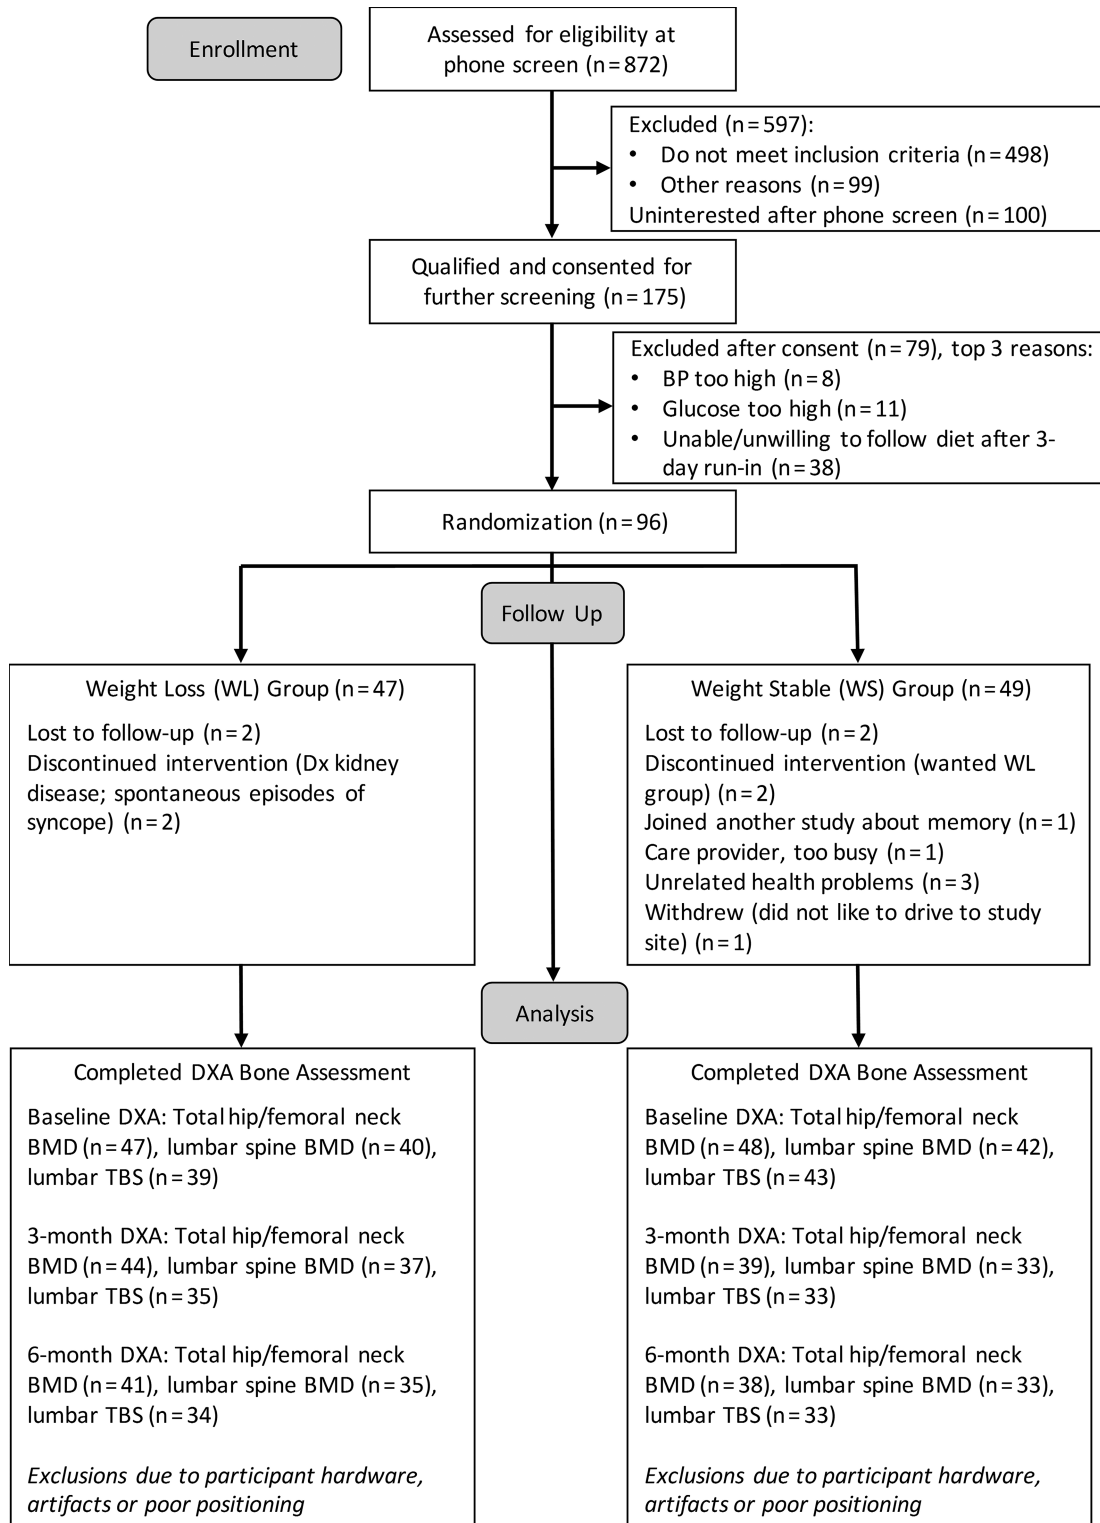 Enrollment
Assessed for eligibility at
phone screen (n=872)
Excluded (n=597):
• Do not meet inclusion criteria (n=498)
• Other reasons (n=99)
Uninterested after phone screen (n=100)
Qualified and consented for
further screening (n=175)
Excluded after consent (n=79), top 3 reasons:
• BP too high (n=8)
• Glucose too high (n=11)
• Unable/unwilling to follow diet after 3-
day run-in (n=38)
Randomization (n=96)
Follow Up
Weight Loss (WL) Group (n=47)
Lost to follow-up (n=2)
Discontinued intervention (Dx kidney
disease; spontaneous episodes of
syncope) (n=2)
Weight Stable (WS) Group (n=49)
Lost to follow-up (n=2)
Discontinued intervention (wanted WL
group) (n=2)
Joined another study about memory (n=1)
Care provider, too busy (n=1)
Unrelated health problems (n=3)
Withdrew (did not like to drive to study
site) (n=1)
Analysis
Completed DXA Bone Assessment
Baseline DXA: Total hip/femoral neck
BMD (n=47), lumbar spine BMD (n=40),
lumbar TBS (n=39)
3-month DXA: Total hip/femoral neck
BMD (n=44), lumbar spine BMD (n=37),
lumbar TBS (n=35)
6-month DXA: Total hip/femoral neck
BMD (n=41), lumbar spine BMD (n=35),
lumbar TBS (n=34)
Exclusions due to participant hardware,
artifacts or poor positioning
Completed DXA Bone Assessment
Baseline DXA: Total hip/femoral neck
BMD (n=48), lumbar spine BMD (n=42),
lumbar TBS (n=43)
3-month DXA: Total hip/femoral neck
BMD (n=39), lumbar spine BMD (n=33),
lumbar TBS (n=33)
6-month DXA: Total hip/femoral neck
BMD (n=38), lumbar spine BMD (n=33),
lumbar TBS (n=33)
Exclusions due to participant hardware,
artifacts or poor positioning